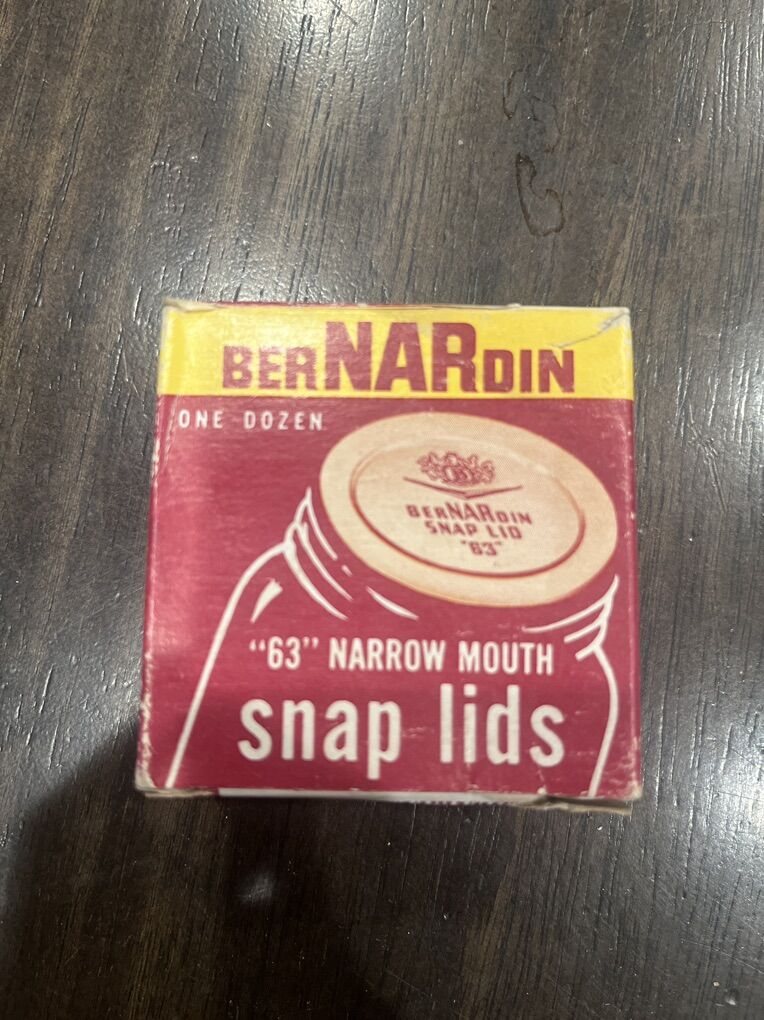 BERNARDIN
ONE DOZEN
BERNARDIN
SNAP LID
"63"
"63" NARROW MOUTH
snap lids